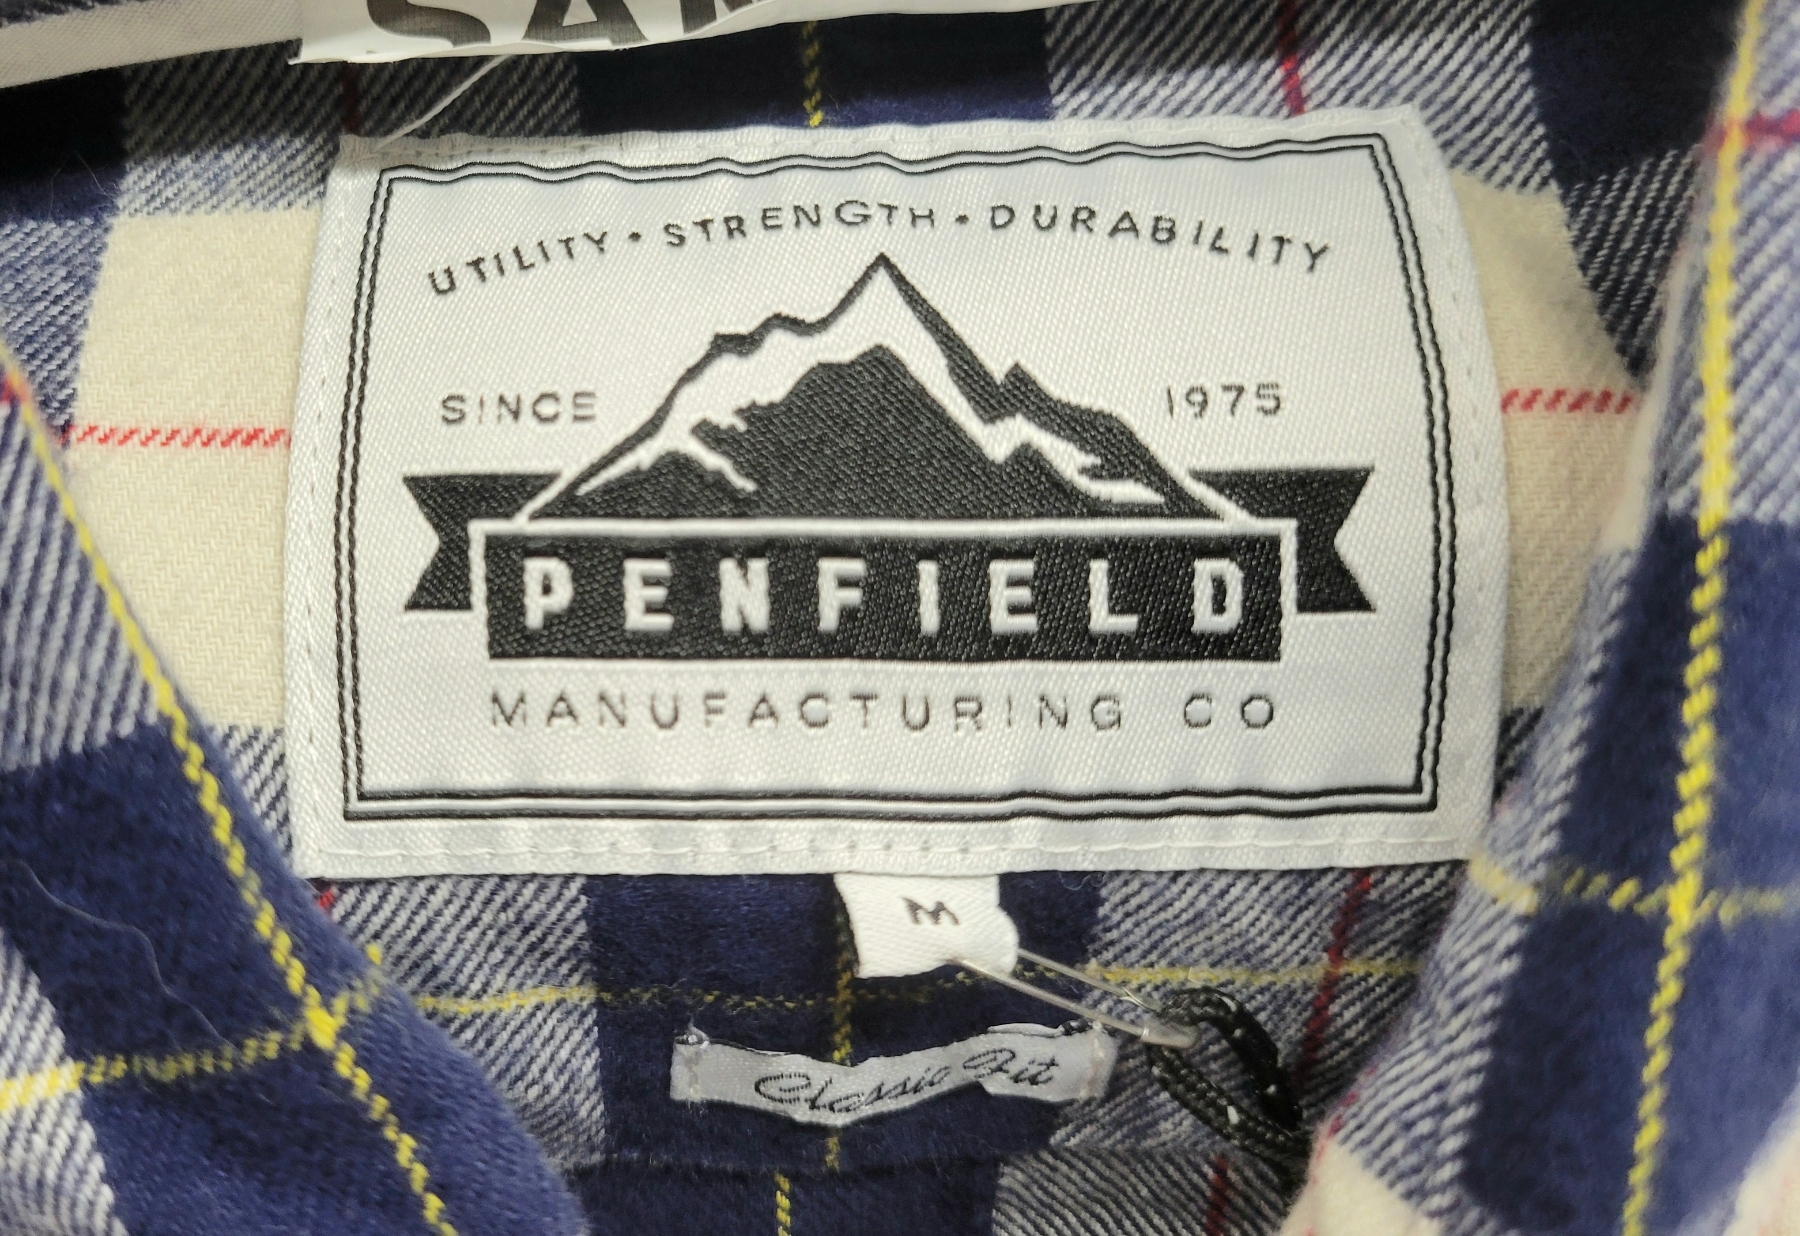 UTILITY • STRENGTH • DURABILITY
SINCE 1975
PENFIELD
MANUFACTURING CO
M
Classic Fit